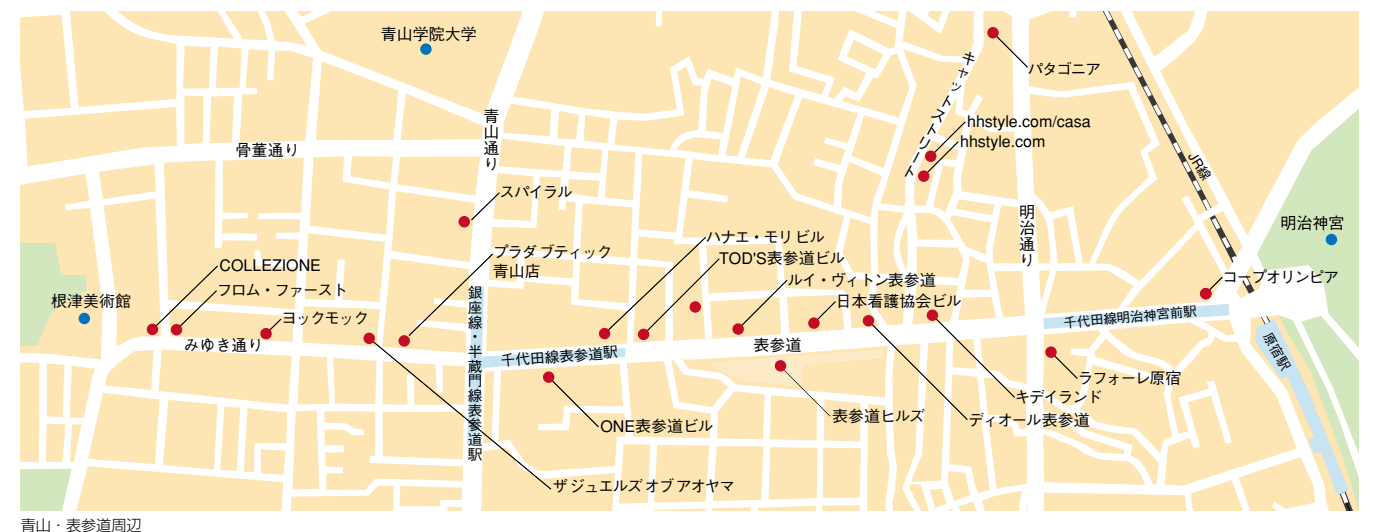 青山学院大学
キャットストリート
パタゴニア
青山通り
hhstyle.com/casa
hhstyle.com
骨董通り
JR線
スパイラル
明治通り
明治神宮
ハナエ・モリビル
プラダ ブティック
青山店
TOD'S表参道ビル
COLLEZIONE
ルイ・ヴィトン表参道
コープオリンピア
フロム・ファースト
根津美術館
日本看護協会ビル
ヨックモック
銀座線・半蔵門線表参道駅
千代田線明治神宮前駅
みゆき通り
表参道
千代田線表参道駅
原宿駅
ラフォーレ原宿
キデイランド
表参道ヒルズ
ディオール表参道
ONE表参道ビル
ザ ジュエルズ オブ アオヤマ
青山・表参道周辺